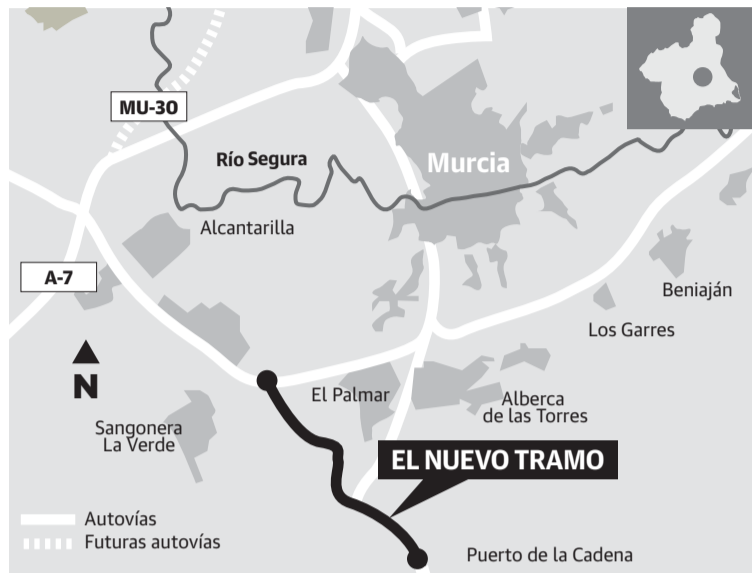 MU-30
Río Segura
Murcia
Alcantarilla
A-7
Beniaján
Los Garres
N
El Palmar
Alberca
de las Torres
Sangonera
La Verde
EL NUEVO TRAMO
Autovías
Futuras autovías
Puerto de la Cadena